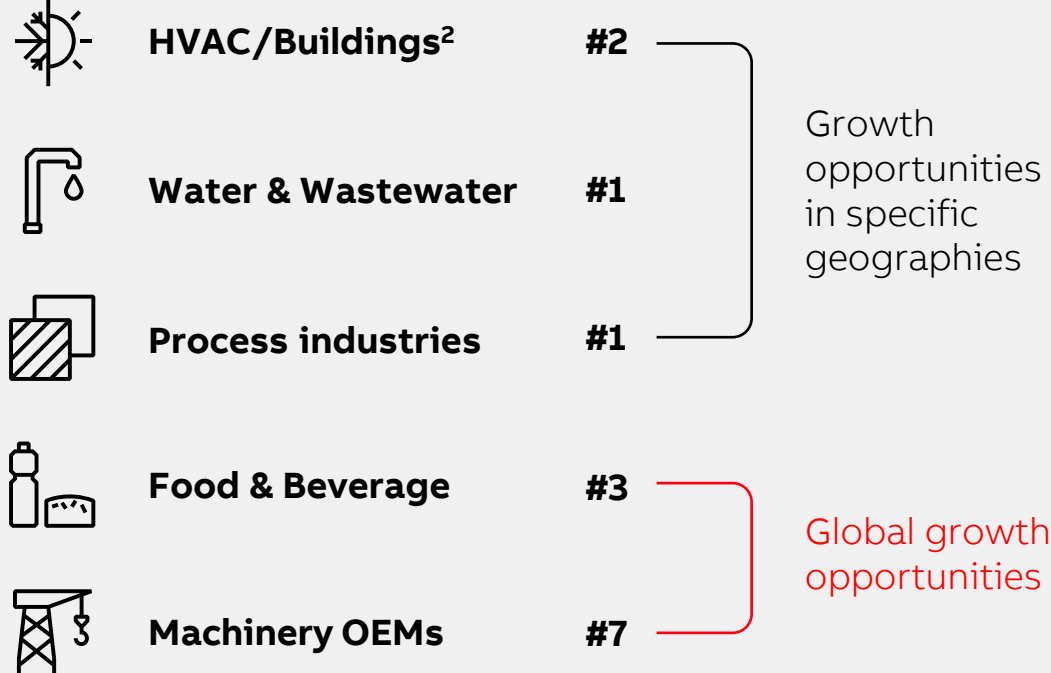 HVAC/Buildings² #2
Water & Wastewater #1
Process industries #1
Growth
opportunities
in specific
geographies
Food & Beverage #3
Machinery OEMs #7
Global growth
opportunities